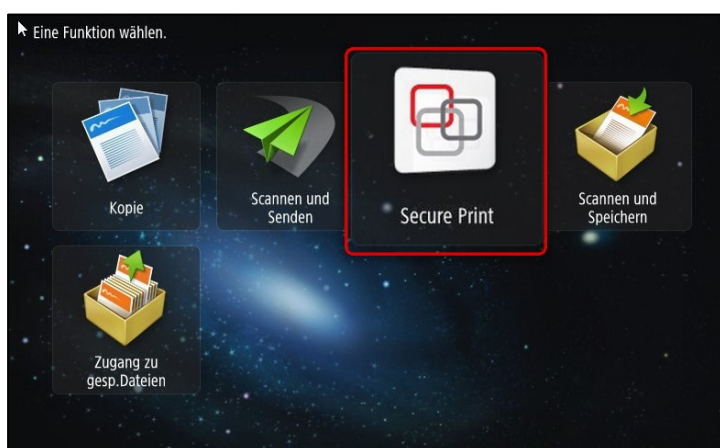 Eine Funktion wählen.
Kopie
Scannen und
Senden
Secure Print
Scannen und
Speichern
Zugang zu
gesp.Dateien